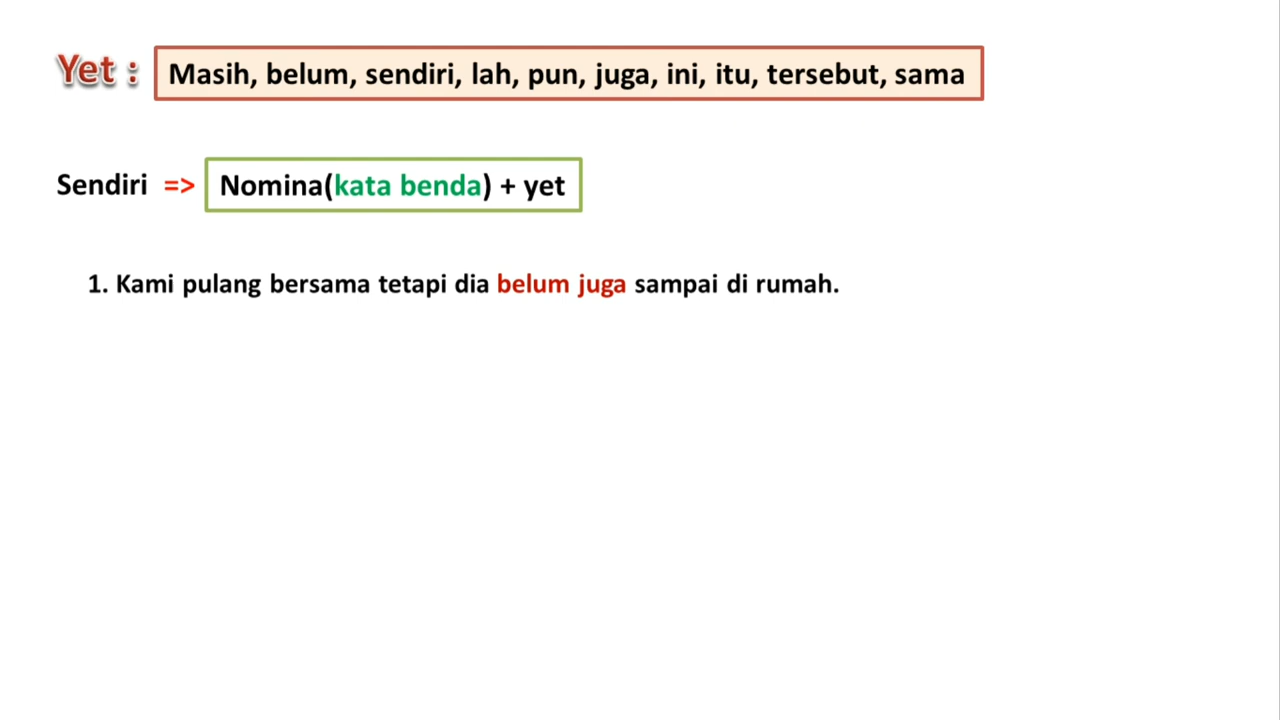 Yet : Masih, belum, sendiri, lah, pun, juga, ini, itu, tersebut, sama
Sendiri => Nomina(kata benda) + yet
1. Kami pulang bersama tetapi dia belum juga sampai di rumah.